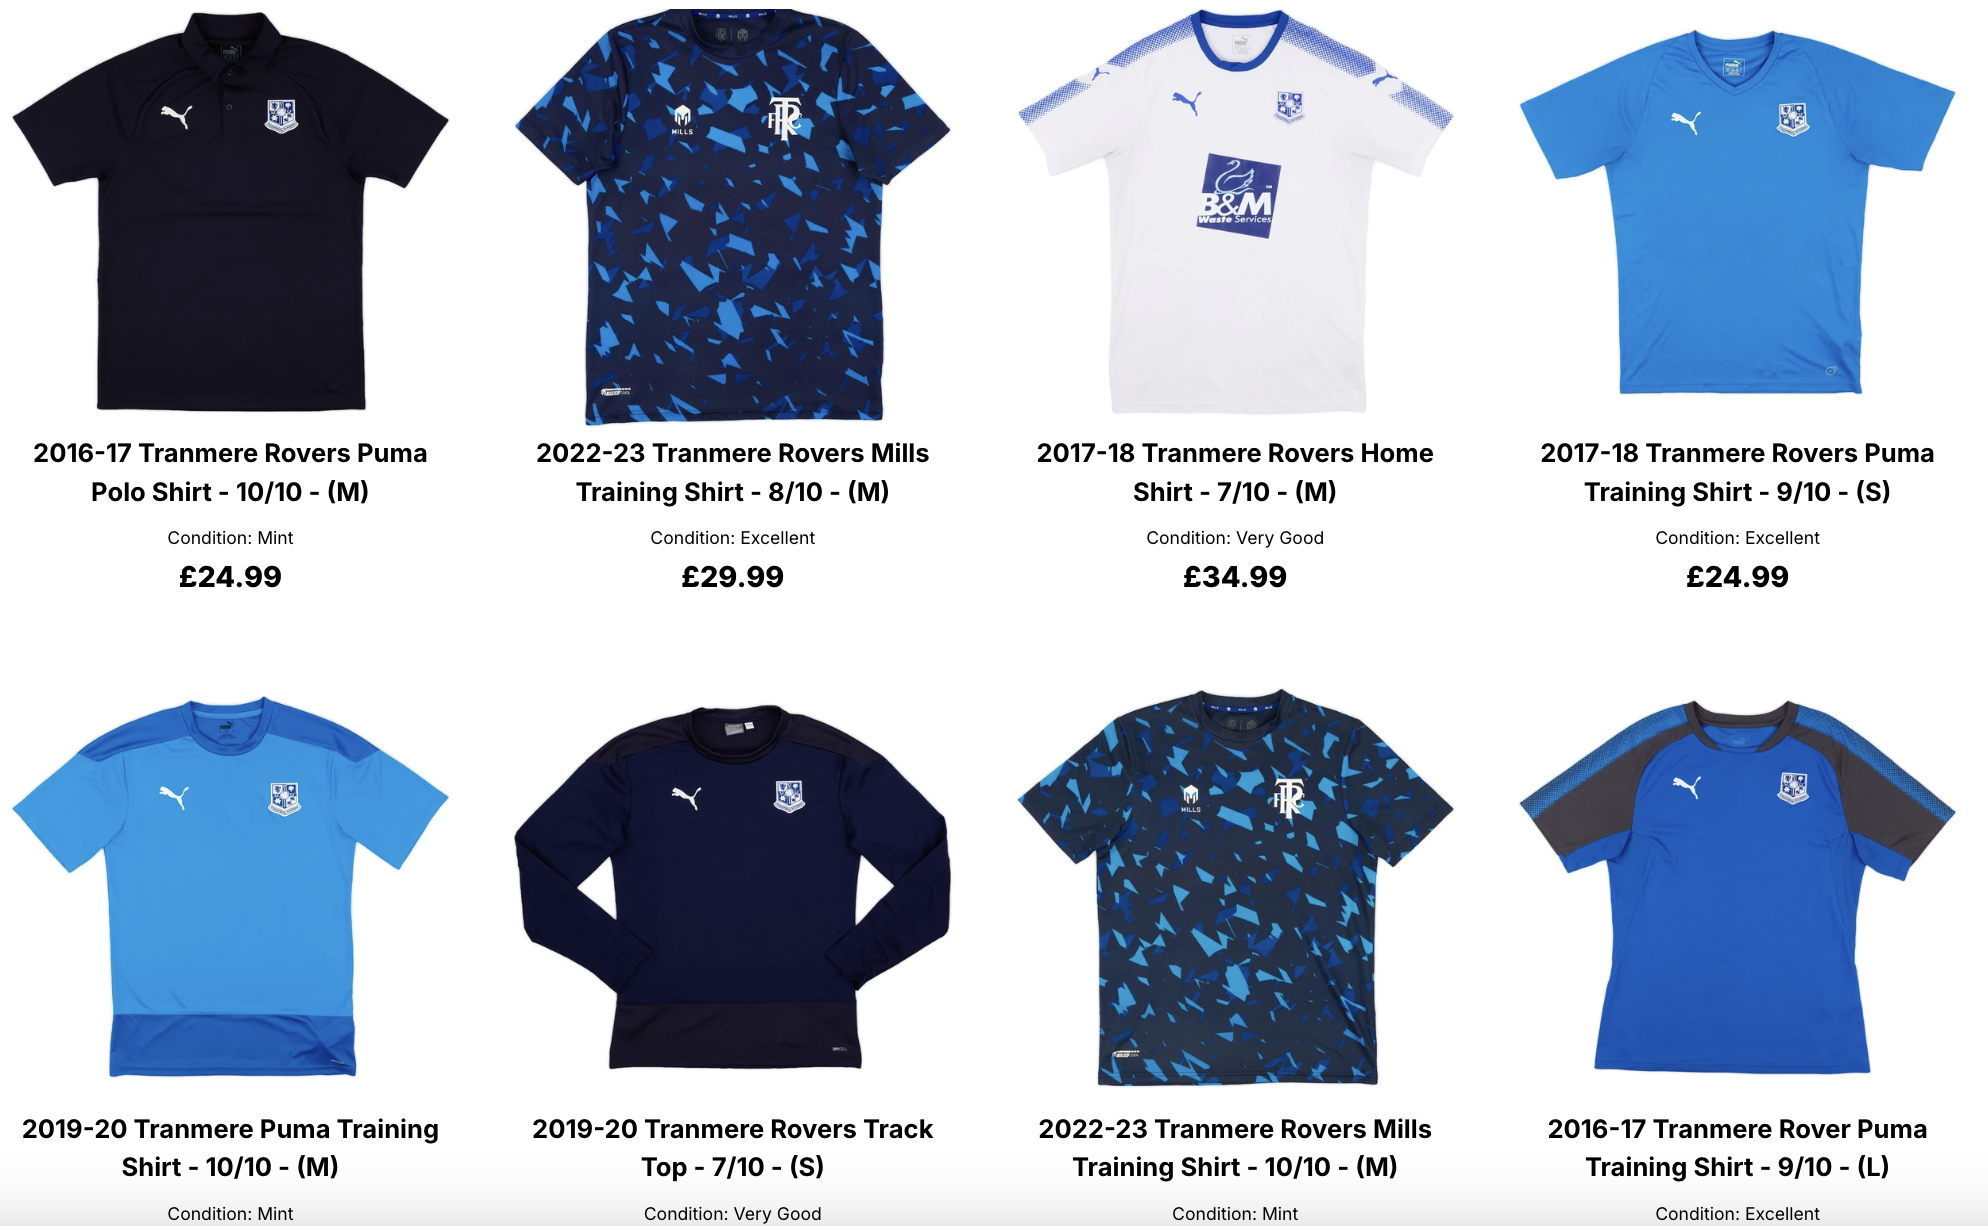 MILLS
B&M
Waste Services
2016-17 Tranmere Rovers Puma
Polo Shirt - 10/10 - (M)
Condition: Mint
£24.99
2022-23 Tranmere Rovers Mills
Training Shirt - 8/10 - (M)
Condition: Excellent
£29.99
2017-18 Tranmere Rovers Home
Shirt - 7/10 - (M)
Condition: Very Good
£34.99
2017-18 Tranmere Rovers Puma
Training Shirt - 9/10 - (S)
Condition: Excellent
£24.99
MILLS
2019-20 Tranmere Puma Training
Shirt - 10/10 - (M)
Condition: Mint
2019-20 Tranmere Rovers Track
Top - 7/10 - (S)
Condition: Very Good
2022-23 Tranmere Rovers Mills
Training Shirt - 10/10 - (M)
Condition: Mint
2016-17 Tranmere Rover Puma
Training Shirt - 9/10 - (L)
Condition: Excellent